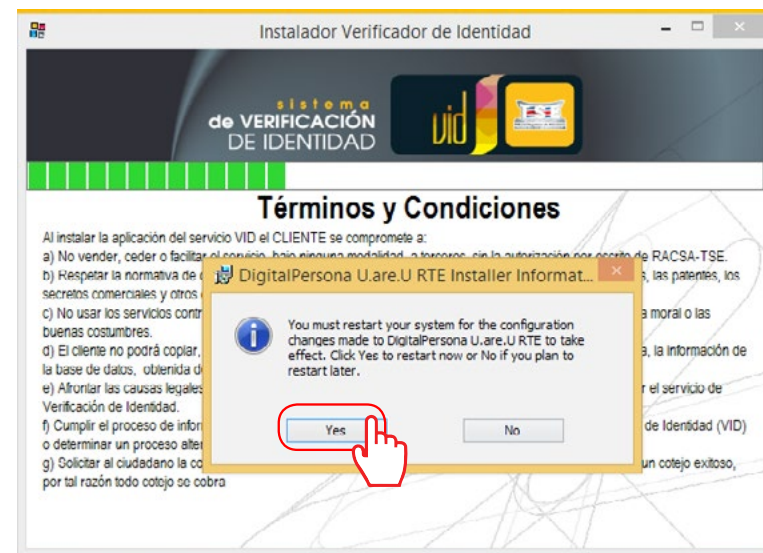 Instalador Verificador de Identidad
sistema
de VERIFICACIÓN
DE IDENTIDAD
vid
TSE
Términos y Condiciones
Al instalar la aplicación del servicio VID el CLIENTE se compromete a:
a) No vender, ceder o facilitar el servicio, bajo ninguna modalidad, a terceros, sin la autorización por escrito de RACSA-TSE.
b) Respetar la normativa de
s, las patentes, los
secretos comerciales y otros
c) No usar los servicios contr
a moral o las
buenas costumbres.
d) El cliente no podrá copiar,
a, la información de
la base de datos, obtenida d
e) Afrontar las causas legales
r el servicio de
Verificación de Identidad.
f) Cumplir el proceso de infor
de Identidad (VID)
o determinar un proceso alter
g) Solicitar al ciudadano la co
un cotejo exitoso,
por tal razón todo cotejo se cobra
DigitalPersona U.are.U RTE Installer Informat...
You must restart your system for the configuration
changes made to DigitalPersona U.are.U RTE to take
effect. Click Yes to restart now or No if you plan to
restart later.
Yes
No